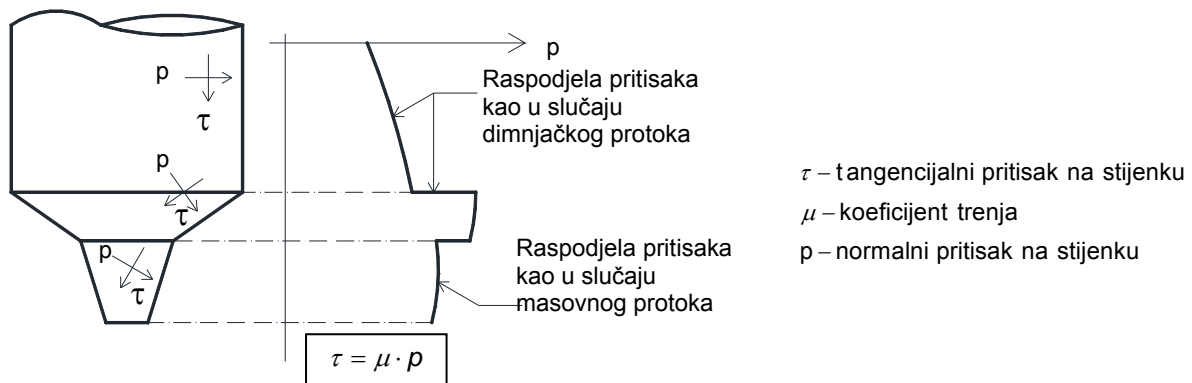 p
p
τ
p
τ
p
τ
Raspodjela pritisaka
kao u slučaju
dimnjačkog protoka
Raspodjela pritisaka
kao u slučaju
masovnog protoka
τ = μ · p
τ – tangencijalni pritisak na stijenku
μ – koeficijent trenja
p – normalni pritisak na stijenku